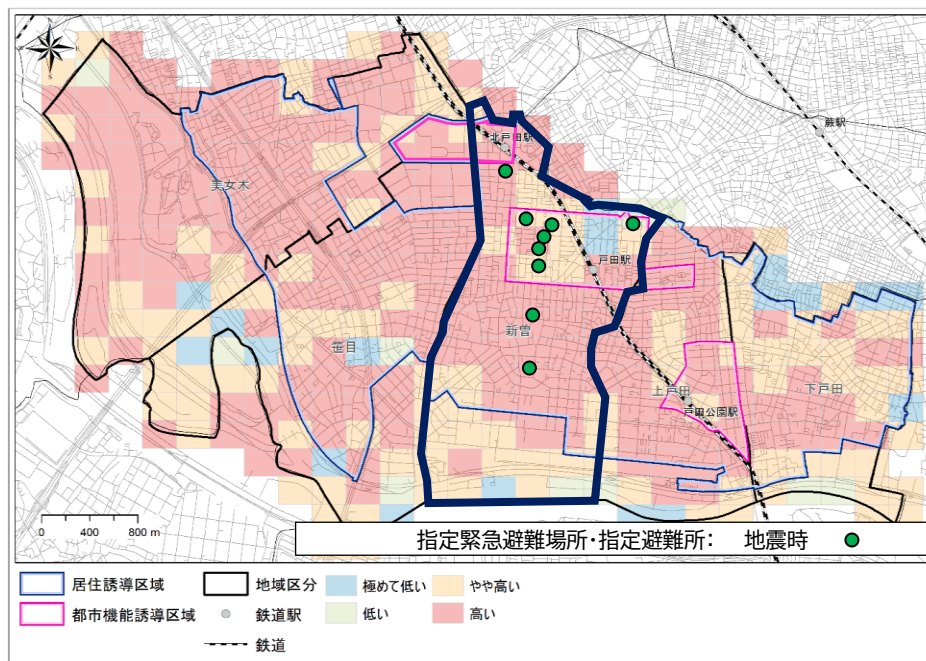 蕨駅
北戸田駅
美女木
戸田駅
新曽
笹目
上戸田
下戸田
戸田公園駅
0 400 800 m
指定緊急避難場所・指定避難所: 地震時
居住誘導区域 地域区分 極めて低い やや高い
都市機能誘導区域 鉄道駅 低い 高い
鉄道